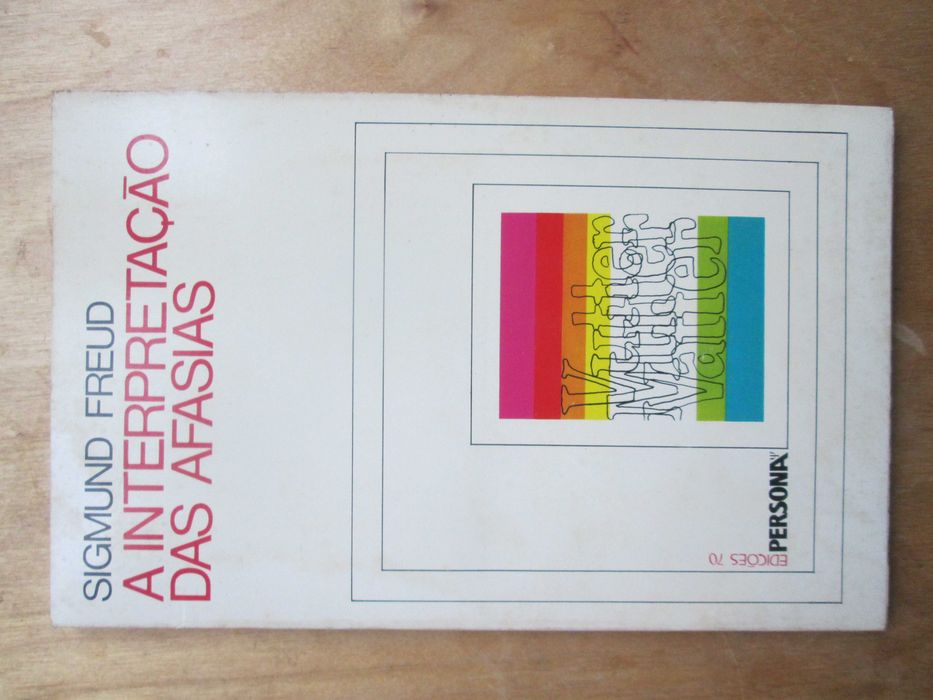 SIGMUND FREUD
A INTERPRETAÇÃO
DAS AFASIAS
EDIÇÕES 70
PERSONA